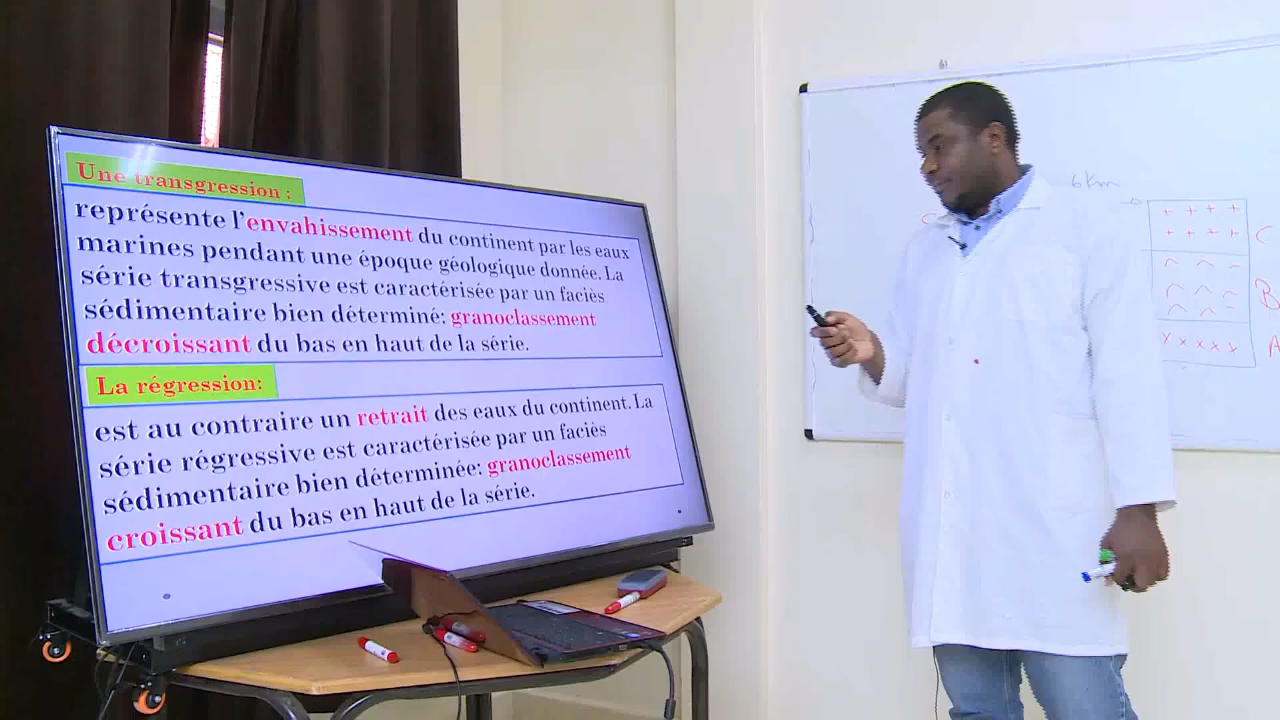 Une transgression :
représente l'envahissement du continent par les eaux
marines pendant une époque géologique donnée. La
série transgressive est caractérisée par un faciès
sédimentaire bien déterminé: granoclassement
décroissant du bas en haut de la série.
La régression:
est au contraire un retrait des eaux du continent. La
série régressive est caractérisée par un faciès
sédimentaire bien déterminée: granoclassement
croissant du bas en haut de la série.
6 Km
C
B
A